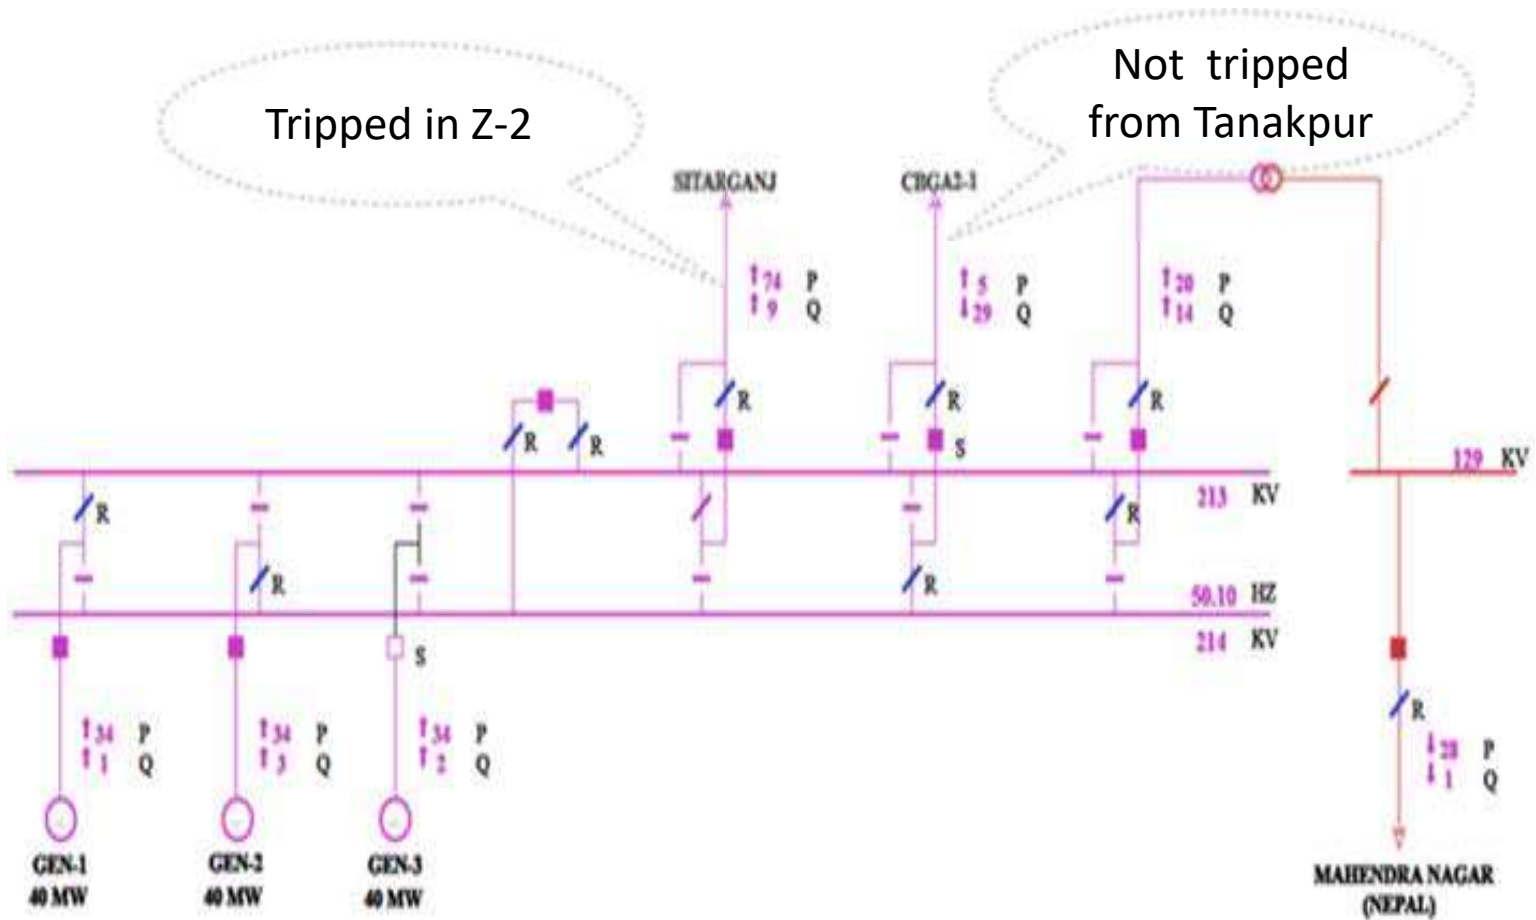 Tripped in Z-2
Not tripped
from Tanakpur
SITARGANJ
CBGA2-1
↑74 P
↑9 Q
↑5 P
↓29 Q
↑20 P
↑14 Q
R
R
R
R
R
S
129 KV
213 KV
R
R
R
R
50.10 HZ
214 KV
S
R
↑34 P
↑1 Q
↑34 P
↑3 Q
↑34 P
↑2 Q
↓28 P
↓1 Q
GEN-1
40 MW
GEN-2
40 MW
GEN-3
40 MW
MAHENDRA NAGAR
(NEPAL)